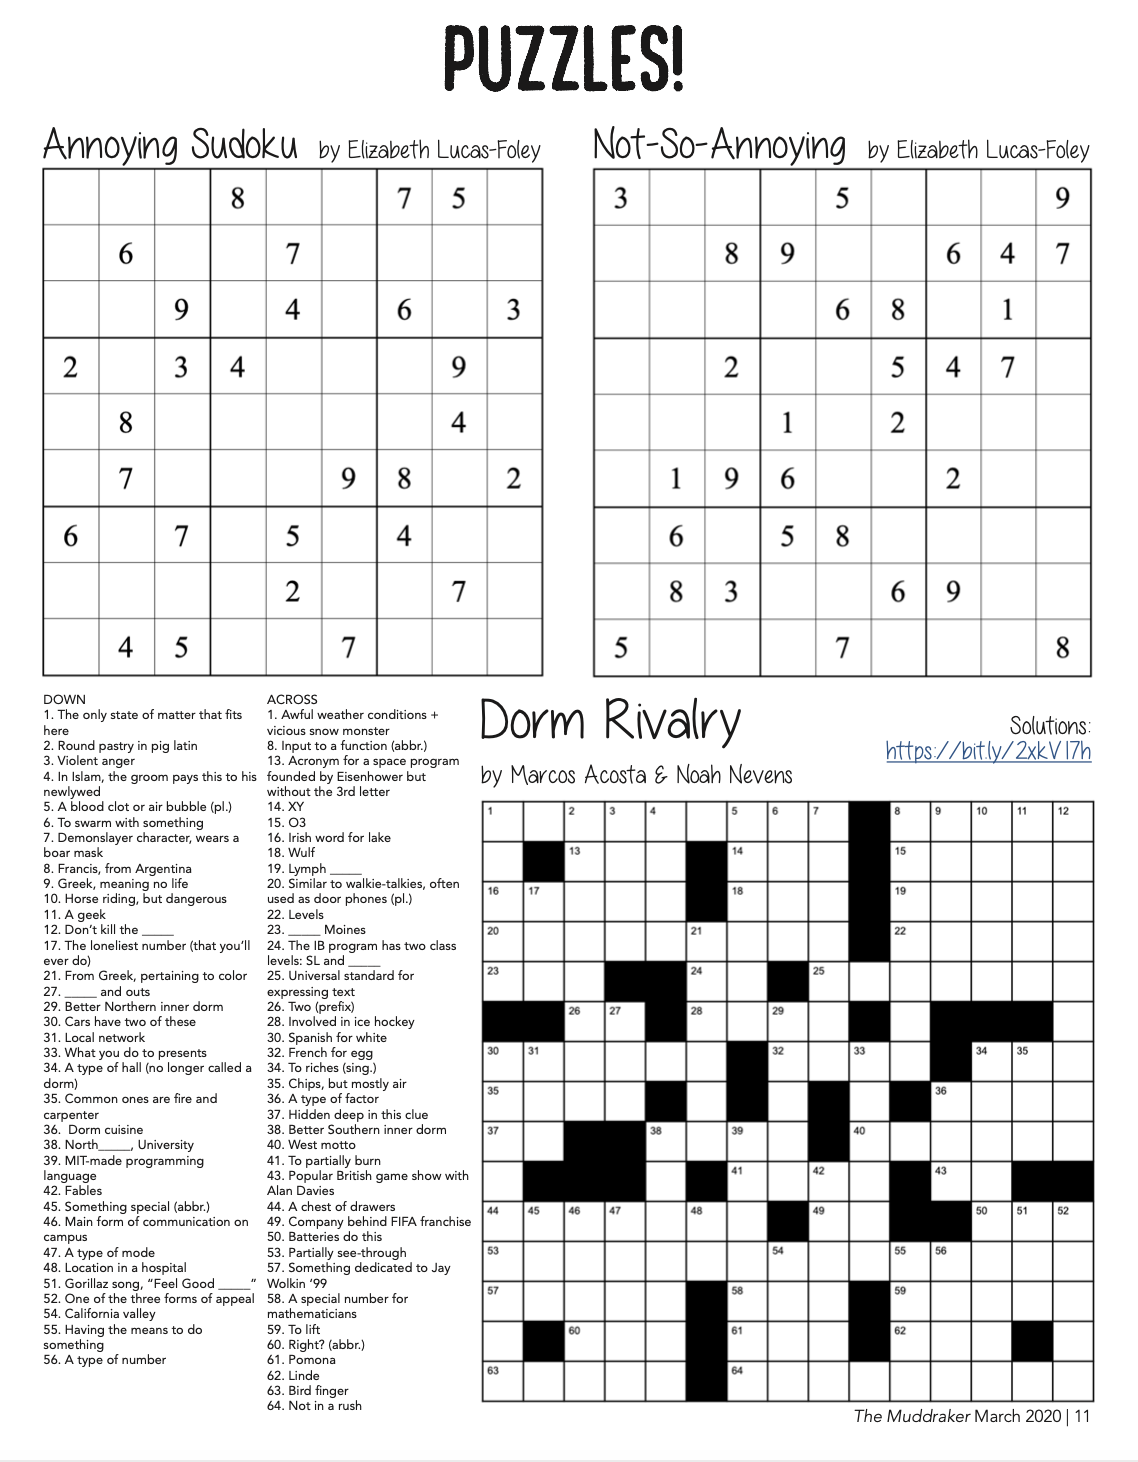 PUZZLES!
Annoying Sudoku by Elizabeth Lucas-Foley
8 7 5
6 7
9 4 6 3
2 3 4 9
8 4
7 9 8 2
6 7 5 4
2 7
4 5 7
Not-So-Annoying by Elizabeth Lucas-Foley
3 5 9
8 9 6 4 7
6 8 1
2 5 4 7
1 2
1 9 6 2
6 5 8
8 3 6 9
5 7 8
DOWN
1. The only state of matter that fits
here
2. Round pastry in pig latin
3. Violent anger
4. In Islam, the groom pays this to his
newlywed
5. A blood clot or air bubble (pl.)
6. To swarm with something
7. Demonslayer character, wears a
boar mask
8. Francis, from Argentina
9. Greek, meaning no life
10. Horse riding, but dangerous
11. A geek
12. Don't kill the _____
17. The loneliest number (that you'll
ever do)
21. From Greek, pertaining to color
27. _____ and outs
29. Better Northern inner dorm
30. Cars have two of these
31. Local network
33. What you do to presents
34. A type of hall (no longer called a
dorm)
35. Common ones are fire and
carpenter
36. Dorm cuisine
38. North_____, University
39. MIT-made programming
language
42. Fables
45. Something special (abbr.)
46. Main form of communication on
campus
47. A type of mode
48. Location in a hospital
51. Gorillaz song, "Feel Good _____"
52. One of the three forms of appeal
54. California valley
55. Having the means to do
something
56. A type of number
ACROSS
1. Awful weather conditions +
vicious snow monster
8. Input to a function (abbr.)
13. Acronym for a space program
founded by Eisenhower but
without the 3rd letter
14. XY
15. O3
16. Irish word for lake
18. Wulf
19. Lymph _____
20. Similar to walkie-talkies, often
used as door phones (pl.)
22. Levels
23. _____ Moines
24. The IB program has two class
levels: SL and _____
25. Universal standard for
expressing text
26. Two (prefix)
28. Involved in ice hockey
30. Spanish for white
32. French for egg
34. To riches (sing.)
35. Chips, but mostly air
36. A type of factor
37. Hidden deep in this clue
38. Better Southern inner dorm
40. West motto
41. To partially burn
43. Popular British game show with
Alan Davies
44. A chest of drawers
49. Company behind FIFA franchise
50. Batteries do this
53. Partially see-through
57. Something dedicated to Jay
Wolkin '99
58. A special number for
mathematicians
59. To lift
60. Right? (abbr.)
61. Pomona
62. Linde
63. Bird finger
64. Not in a rush
Dorm Rivalry
by Marcos Acosta & Noah Nevens
Solutions:
https://bit.ly/2xkV17h
1 2 3 4 5 6 7 8 9 10 11 12
13 14 15
16 17 18 19
20 21 22
23 24 25
26 27 28 29
30 31 32 33 34 35
35 36
37 38 39 40
41 42 43
44 45 46 47 48 49 50 51 52
53 54 55 56
57 58 59
60 61 62
63 64
The Muddraker March 2020 | 11